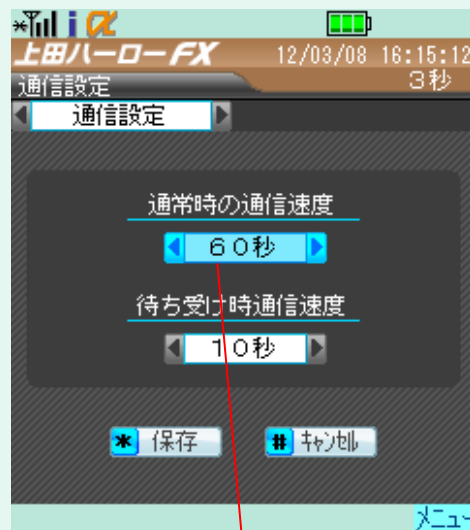 上田ハーローFX 12/03/08 16:15:12
通信設定 3秒
通信設定
通常時の通信速度
60秒
待ち受け時通信速度
10秒
* 保存 # ｷｬﾝｾﾙ
ﾒﾆｭｰ